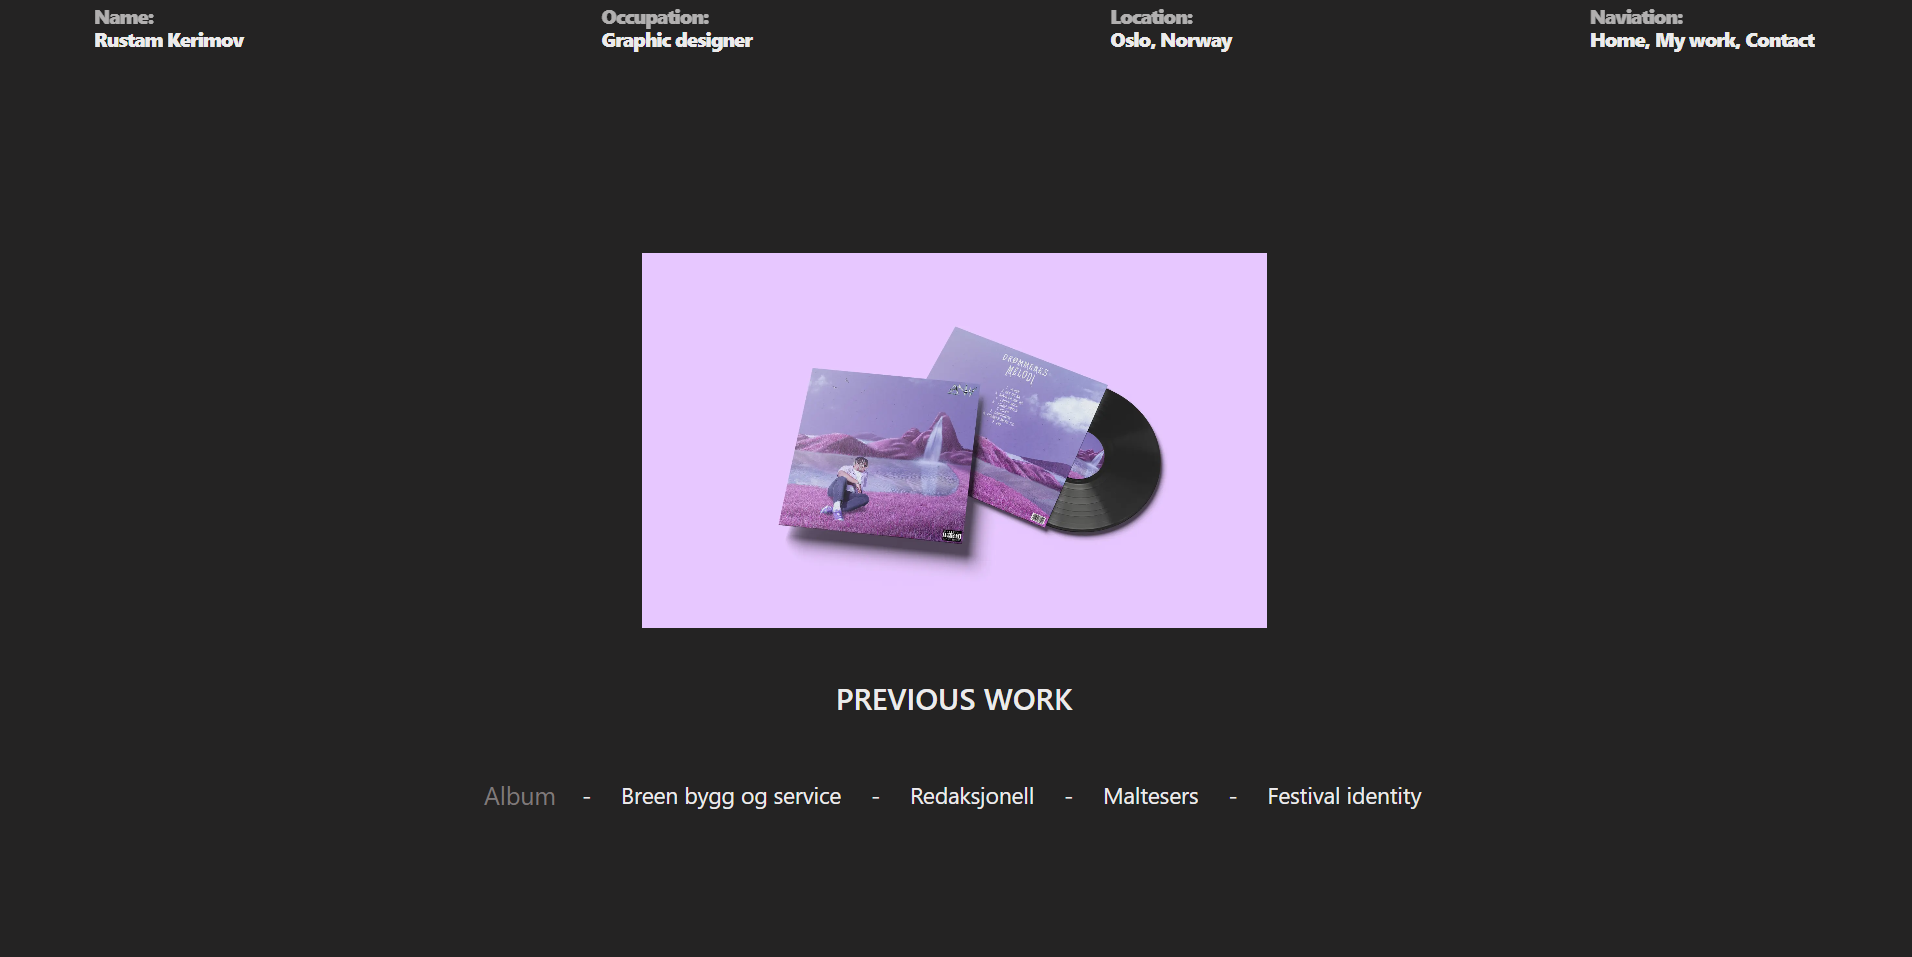 Name:
Rustam Kerimov
Occupation:
Graphic designer
Location:
Oslo, Norway
Naviation:
Home, My work, Contact
DRØMMENES
MELODI
PREVIOUS WORK
Album - Breen bygg og service - Redaksjonell - Maltesers - Festival identity